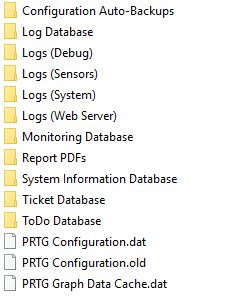 Configuration Auto-Backups
Log Database
Logs (Debug)
Logs (Sensors)
Logs (System)
Logs (Web Server)
Monitoring Database
Report PDFs
System Information Database
Ticket Database
ToDo Database
PRTG Configuration.dat
PRTG Configuration.old
PRTG Graph Data Cache.dat